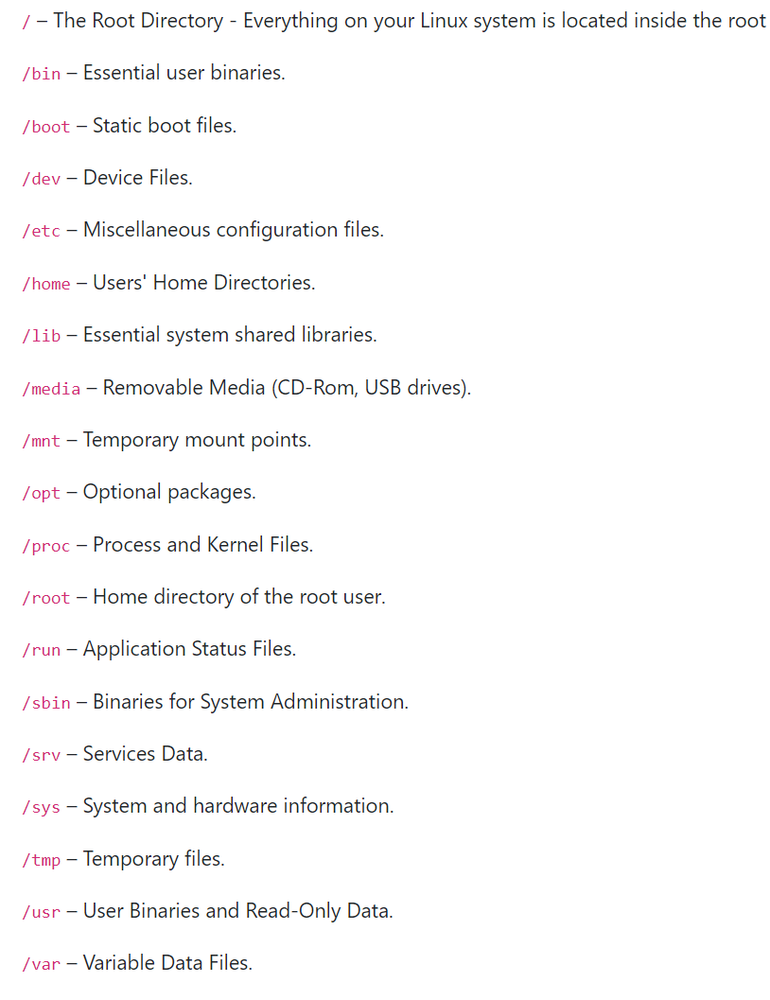 / – The Root Directory - Everything on your Linux system is located inside the root
/bin – Essential user binaries.
/boot – Static boot files.
/dev – Device Files.
/etc – Miscellaneous configuration files.
/home – Users' Home Directories.
/lib – Essential system shared libraries.
/media – Removable Media (CD-Rom, USB drives).
/mnt – Temporary mount points.
/opt – Optional packages.
/proc – Process and Kernel Files.
/root – Home directory of the root user.
/run – Application Status Files.
/sbin – Binaries for System Administration.
/srv – Services Data.
/sys – System and hardware information.
/tmp – Temporary files.
/usr – User Binaries and Read-Only Data.
/var – Variable Data Files.